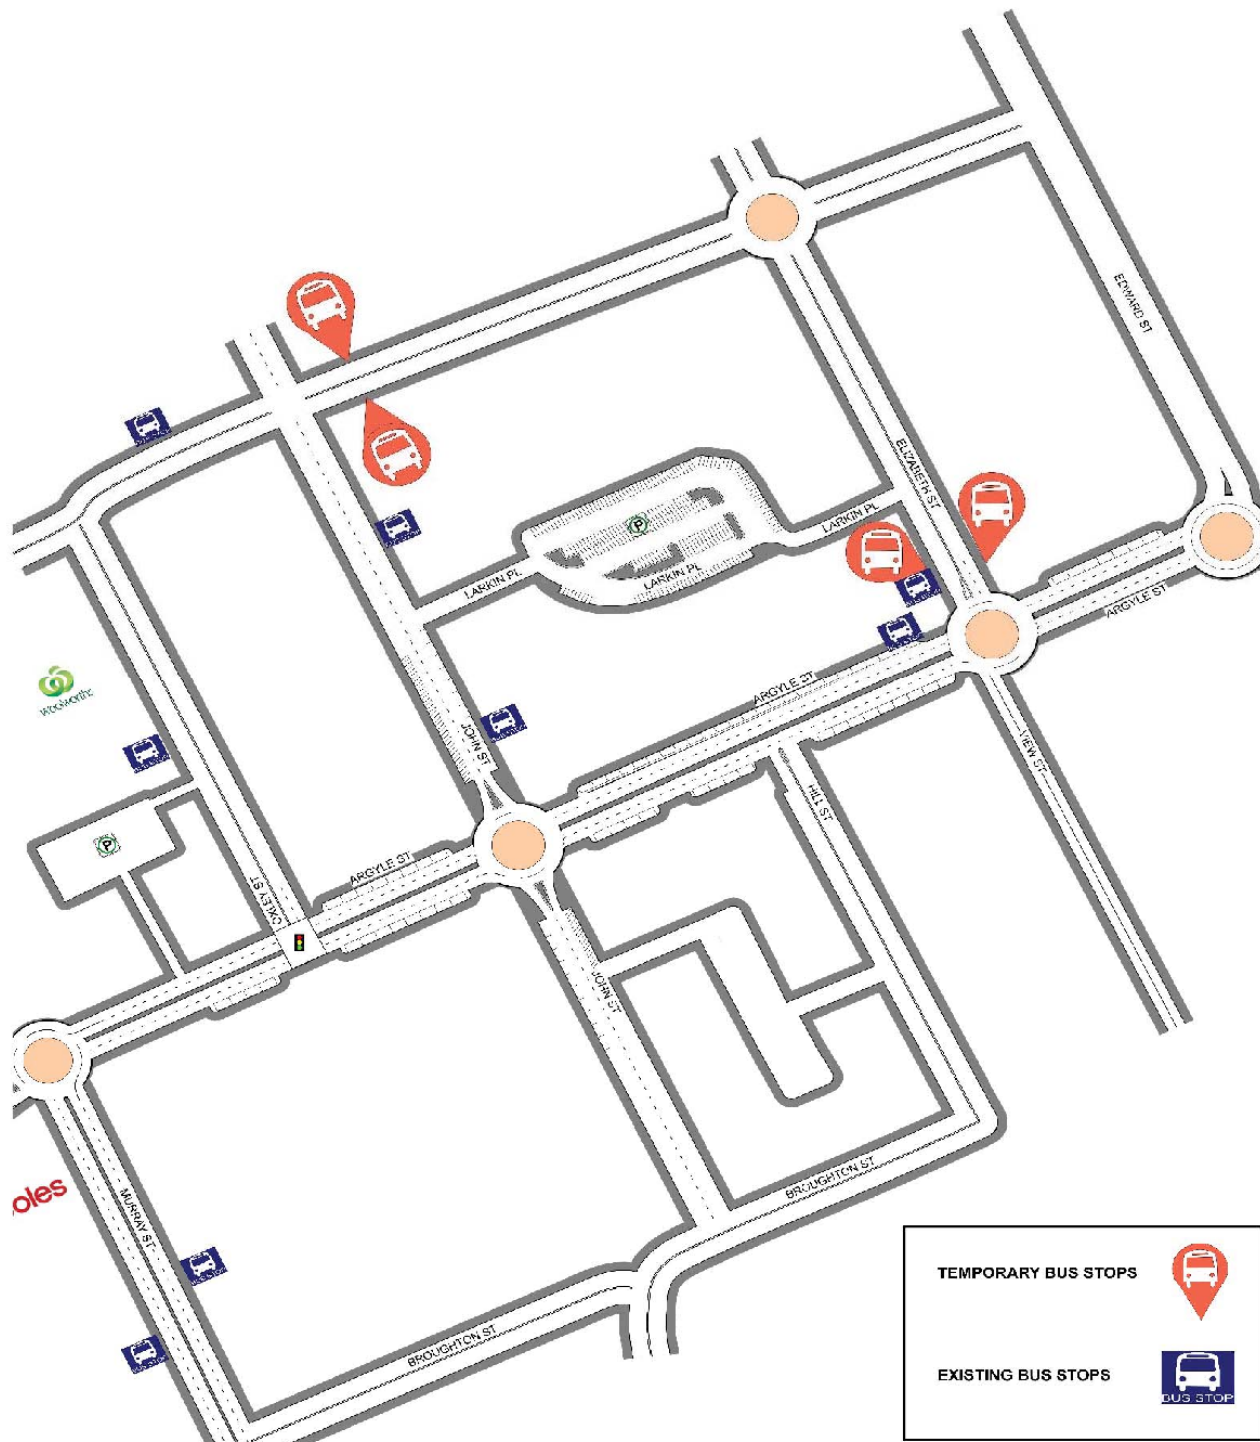 EDWARD ST
ELIZABETH ST
LARKIN PL
LARKIN PL
LARKIN PL
P
ARGYLE ST
woolworths
ARGYLE ST
JOHN ST
VIEW ST
HILL ST
P
ARGYLE ST
OXLEY ST
JOHN ST
BROUGHTON ST
oles
MURRAY ST
BROUGHTON ST
TEMPORARY BUS STOPS
EXISTING BUS STOPS
BUS STOP